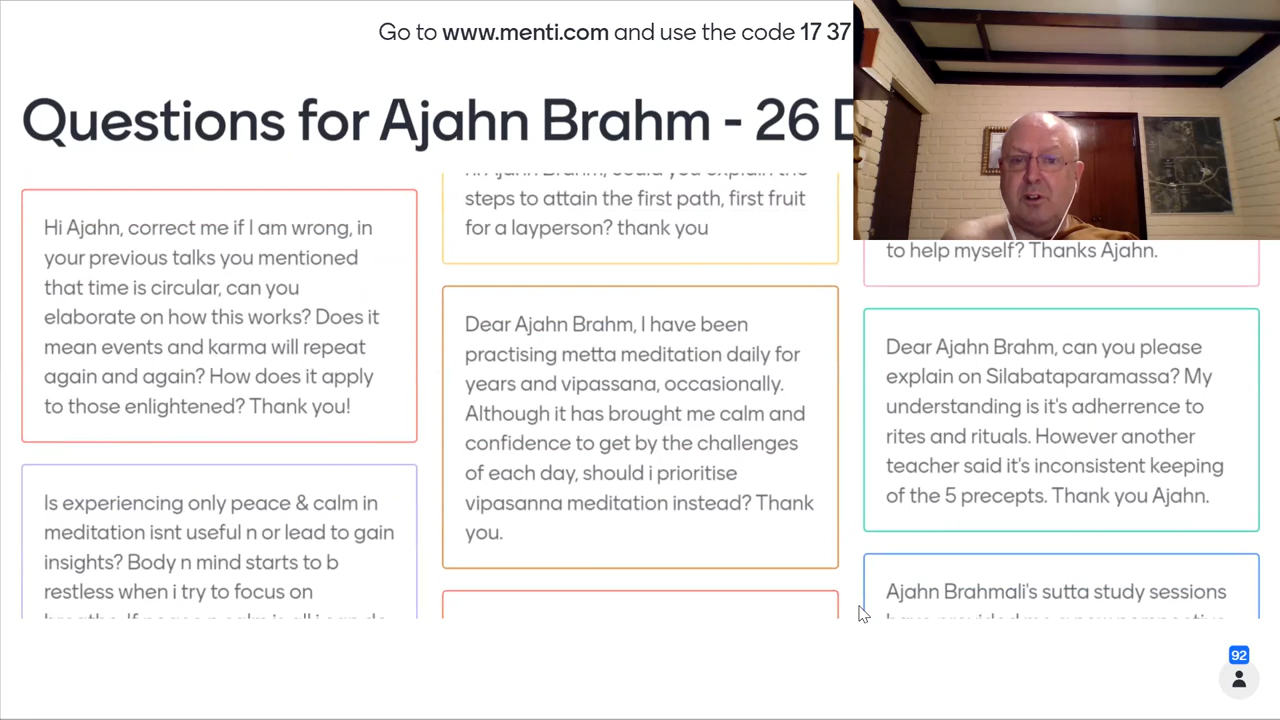 Go to www.menti.com and use the code 17 37
Questions for Ajahn Brahm - 26 D
Hi Ajahn, correct me if I am wrong, in
your previous talks you mentioned
that time is circular, can you
elaborate on how this works? Does it
mean events and karma will repeat
again and again? How does it apply
to those enlightened? Thank you!
Is experiencing only peace & calm in
meditation isnt useful n or lead to gain
insights? Body n mind starts to b
restless when i try to focus on
steps to attain the first path, first fruit
for a layperson? thank you
Dear Ajahn Brahm, I have been
practising metta meditation daily for
years and vipassana, occasionally.
Although it has brought me calm and
confidence to get by the challenges
of each day, should i prioritise
vipasanna meditation instead? Thank
you.
to help myself? Thanks Ajahn.
Dear Ajahn Brahm, can you please
explain on Silabataparamassa? My
understanding is it's adherrence to
rites and rituals. However another
teacher said it's inconsistent keeping
of the 5 precepts. Thank you Ajahn.
Ajahn Brahmali's sutta study sessions
92